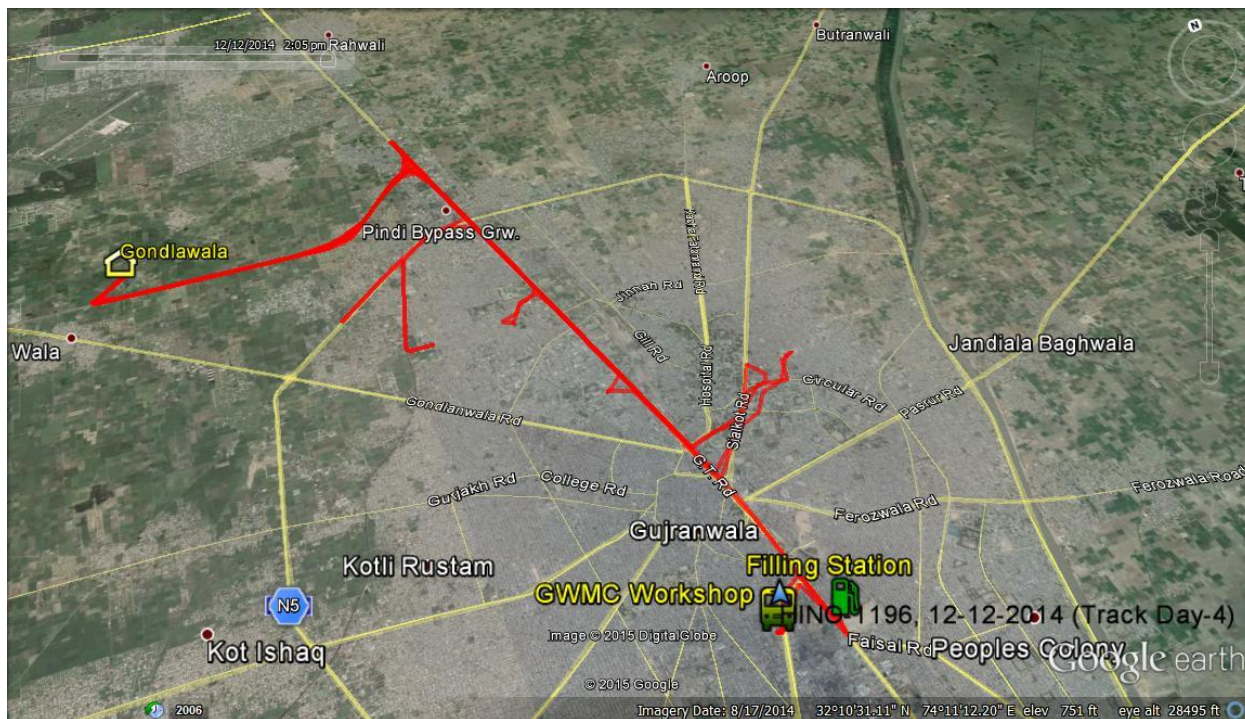 12/12/2014 2:05 pm
Rahwali
Butranwali
N
Aroop
Pindi Bypass Grw.
Gondlawala
Jinnah Rd
Gill Rd
Hospital Rd
Wala
Jandiala Baghwala
Circular Rd
Pasrur Rd
Sialkot Rd
Gondlanwala Rd
G.T. Rd
Gurjakh Rd
College Rd
Ferozwala Rd
Ferozwala Road
Gujranwala
Kotli Rustam
Filling Station
GWMC Workshop
N5
HINO-1196, 12-12-2014 (Track Day-4)
Image © 2015 DigitalGlobe
Kot Ishaq
Faisal Rd
Peoples Colony
Google earth
© 2015 Google
2006
Imagery Date: 8/17/2014 32°10'31.11" N 74°11'12.20" E elev 751 ft eye alt 28495 ft